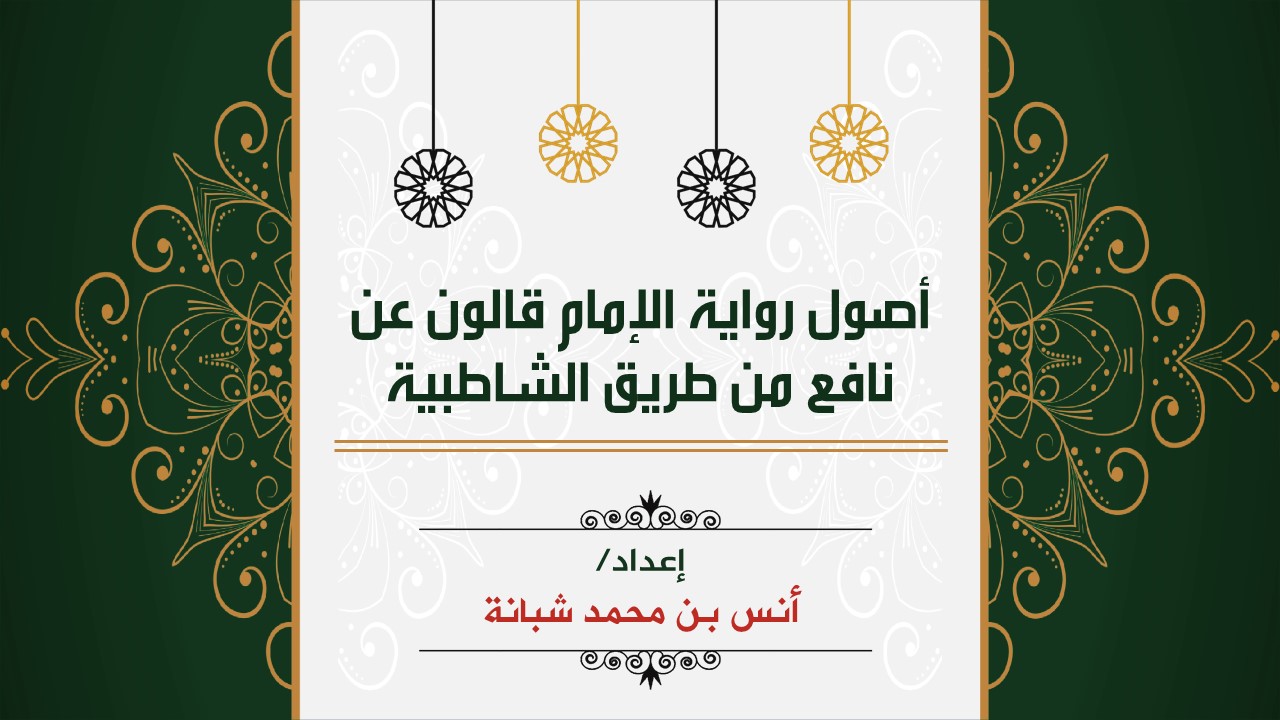 أصول رواية الإمام قالون عن
نافع من طريق الشاطبية
إعداد/
أنس بن محمد شبانة